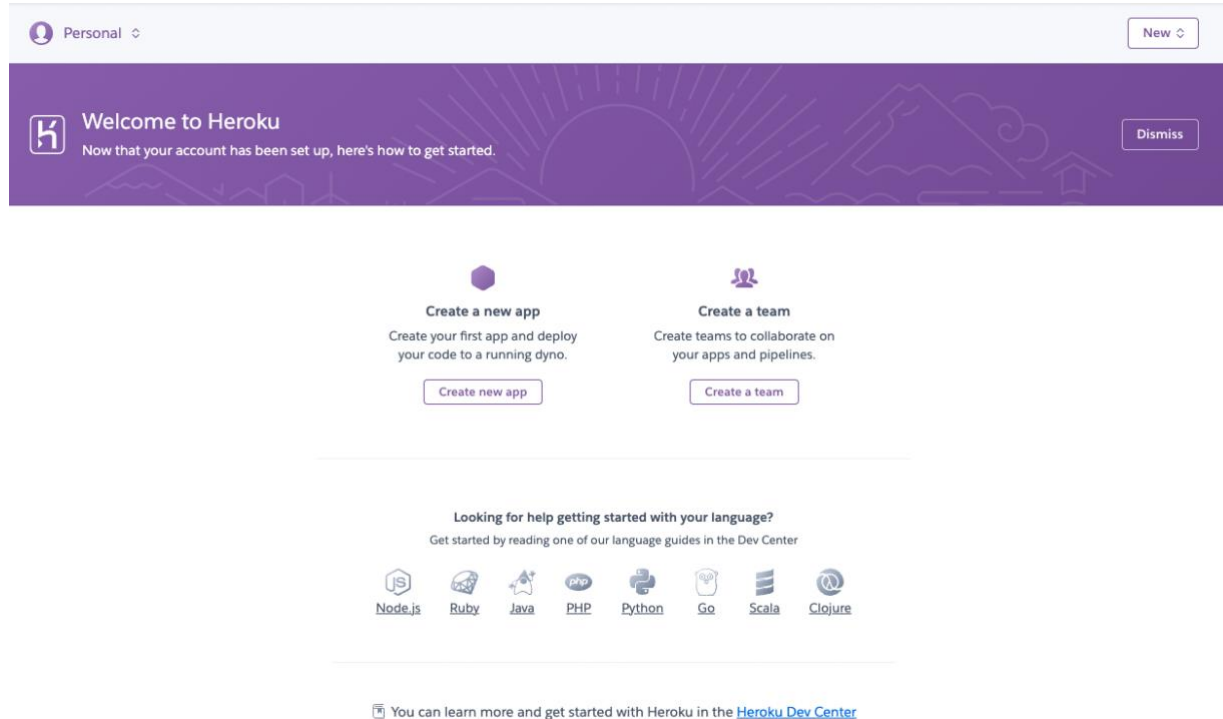 Personal
New
Welcome to Heroku
Now that your account has been set up, here's how to get started.
Dismiss
Create a new app
Create your first app and deploy
your code to a running dyno.
Create new app
Create a team
Create teams to collaborate on
your apps and pipelines.
Create a team
Looking for help getting started with your language?
Get started by reading one of our language guides in the Dev Center
JS
php
Node.js Ruby Java PHP Python Go Scala Clojure
You can learn more and get started with Heroku in the Heroku Dev Center